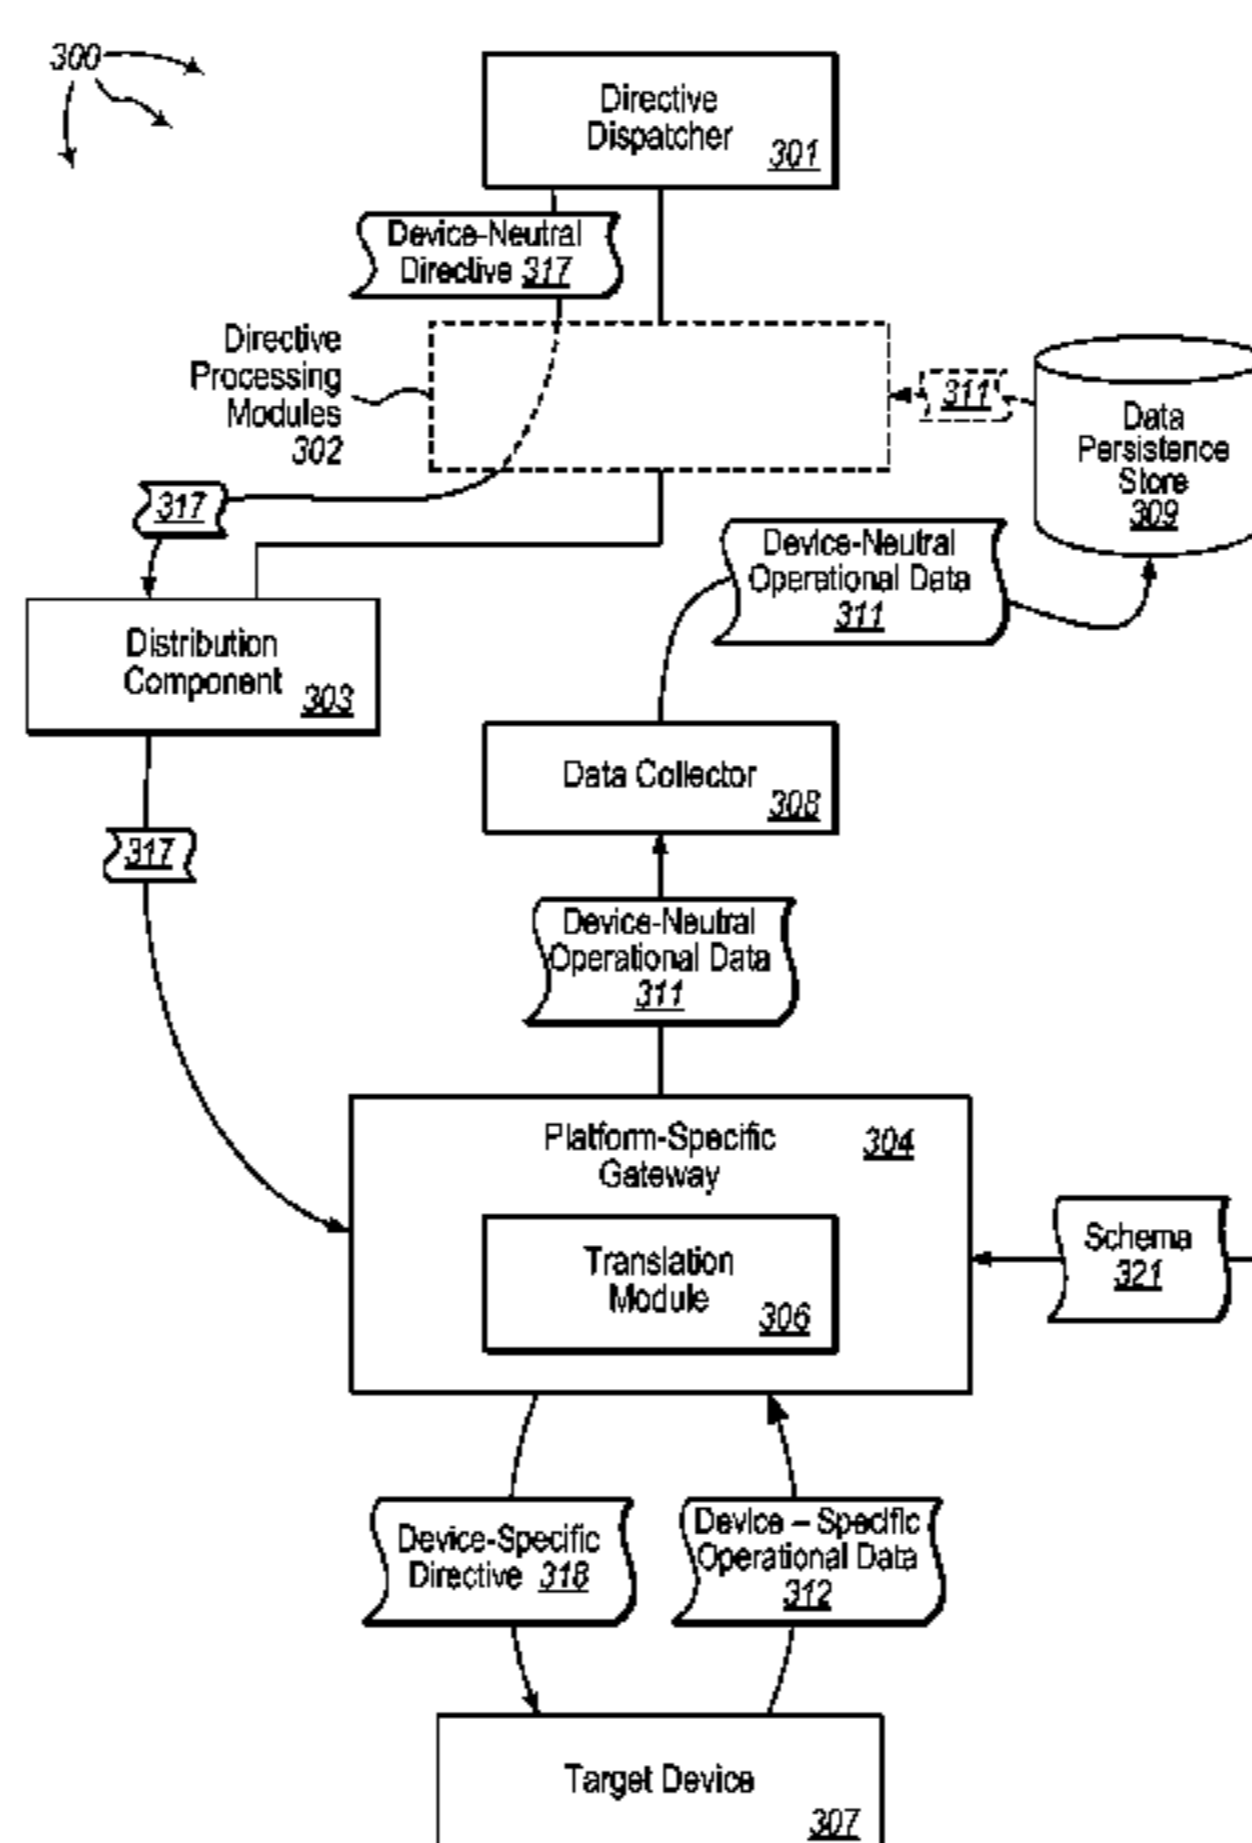 300
Directive
Dispatcher
301
Device-Neutral
Directive 317
Directive
Processing
Modules
302
311
Data
Persistence
Store
309
317
Device-Neutral
Operational Data
311
Distribution
Component
303
Data Collector
308
317
Device-Neutral
Operational Data
311
Platform-Specific
Gateway
304
Translation
Module
306
Schema
321
Device-Specific
Directive 318
Device – Specific
Operational Data
312
Target Device
307